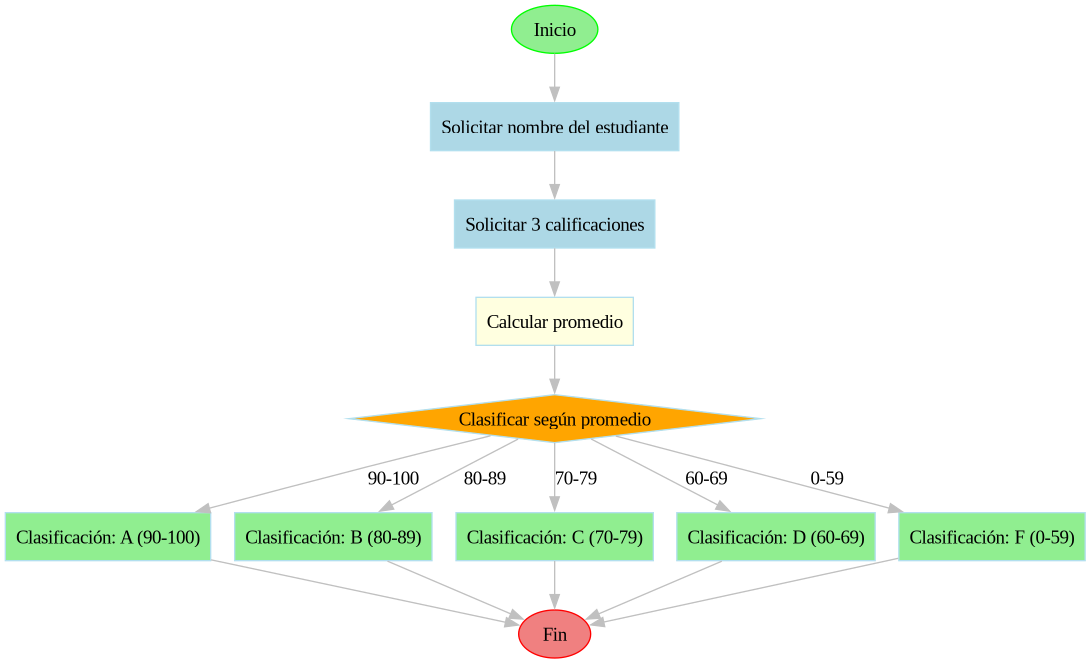 Inicio
Solicitar nombre del estudiante
Solicitar 3 calificaciones
Calcular promedio
Clasificar según promedio
90-100
80-89
70-79
60-69
0-59
Clasificación: A (90-100)
Clasificación: B (80-89)
Clasificación: C (70-79)
Clasificación: D (60-69)
Clasificación: F (0-59)
Fin